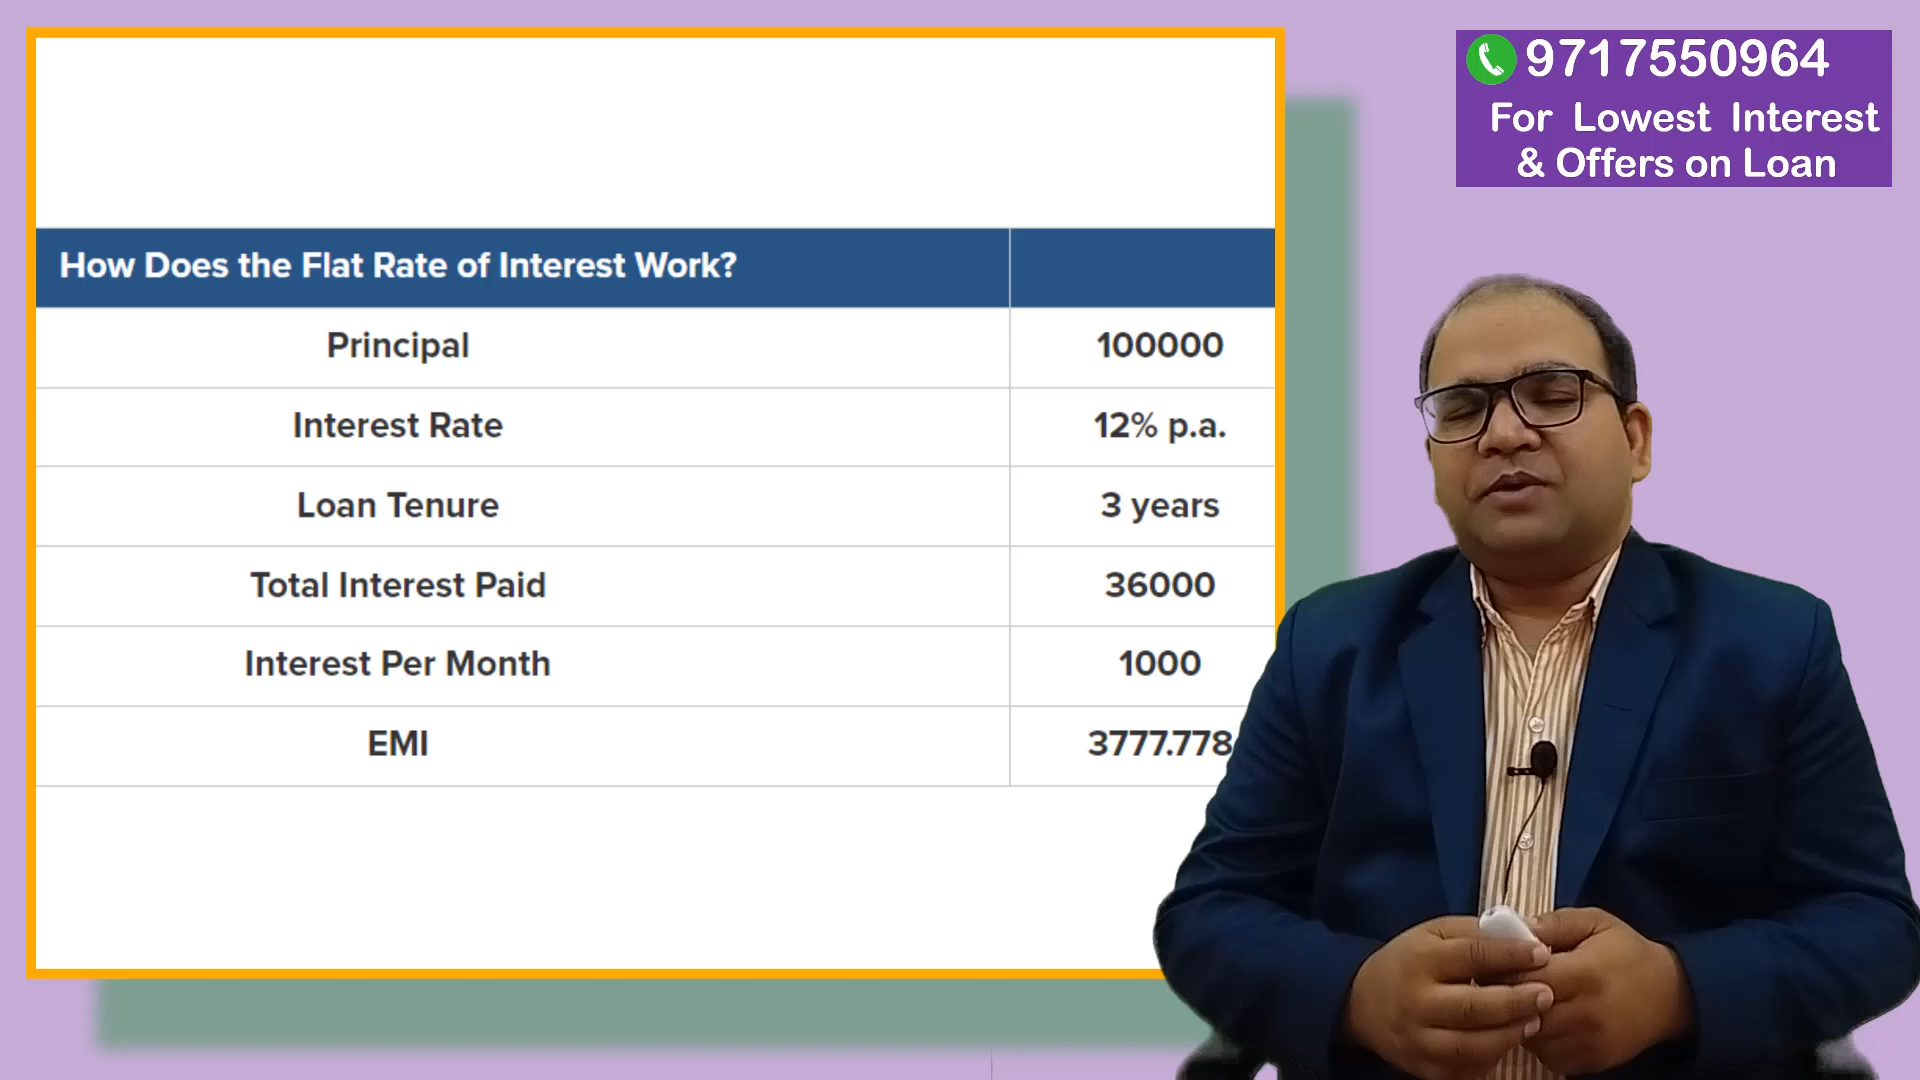 9717550964
For Lowest Interest
& Offers on Loan
How Does the Flat Rate of Interest Work?
Principal 100000
Interest Rate 12% p.a.
Loan Tenure 3 years
Total Interest Paid 36000
Interest Per Month 1000
EMI 3777.778